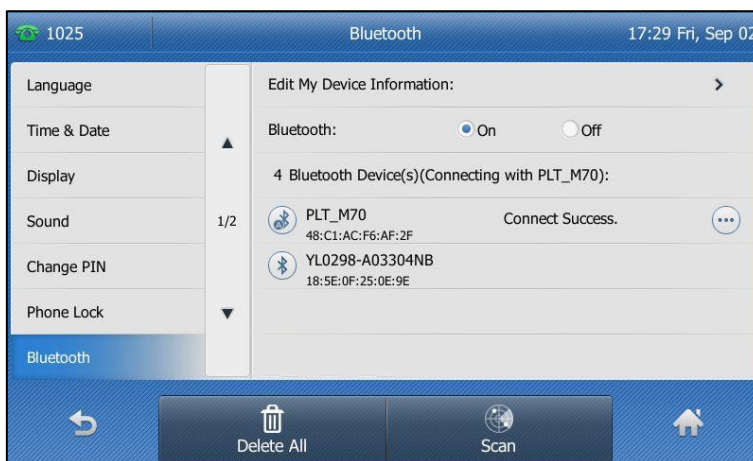 1025
Bluetooth
17:29 Fri, Sep 02
Language
Time & Date
Display
Sound
Change PIN
Phone Lock
Bluetooth
1/2
Edit My Device Information:
Bluetooth: On Off
4 Bluetooth Device(s)(Connecting with PLT_M70):
PLT_M70 Connect Success.
48:C1:AC:F6:AF:2F
YL0298-A03304NB
18:5E:0F:25:0E:9E
Delete All
Scan